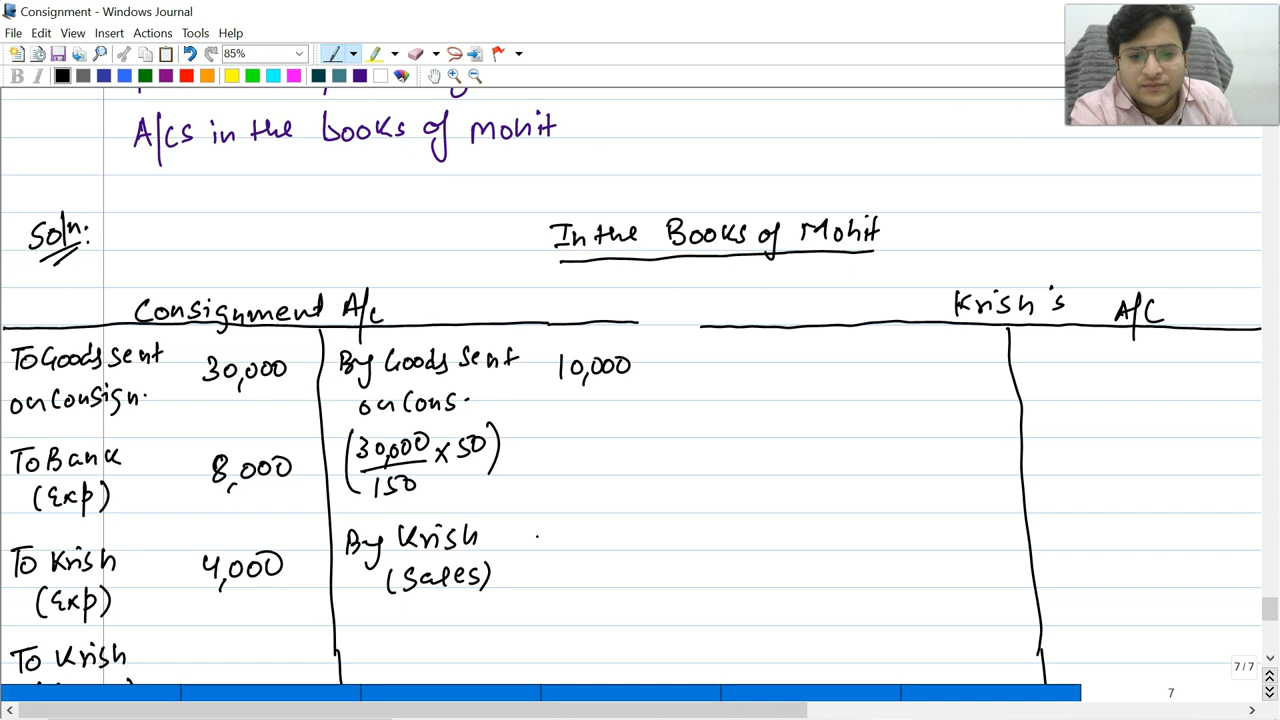 Consignment - Windows Journal
File Edit View Insert Actions Tools Help
85%
B I
A/cs in the books of Mohit
Soln:
In the Books of Mohit
Consignment A/c
To Goods Sent on Consign. 30,000
By Goods Sent on Cons. 10,000
(30,000/150 × 50)
To Bank (Exp) 8,000
To Krish (Exp) 4,000
By Krish (Sales)
To Krish
Krish's A/C
7 / 7
7